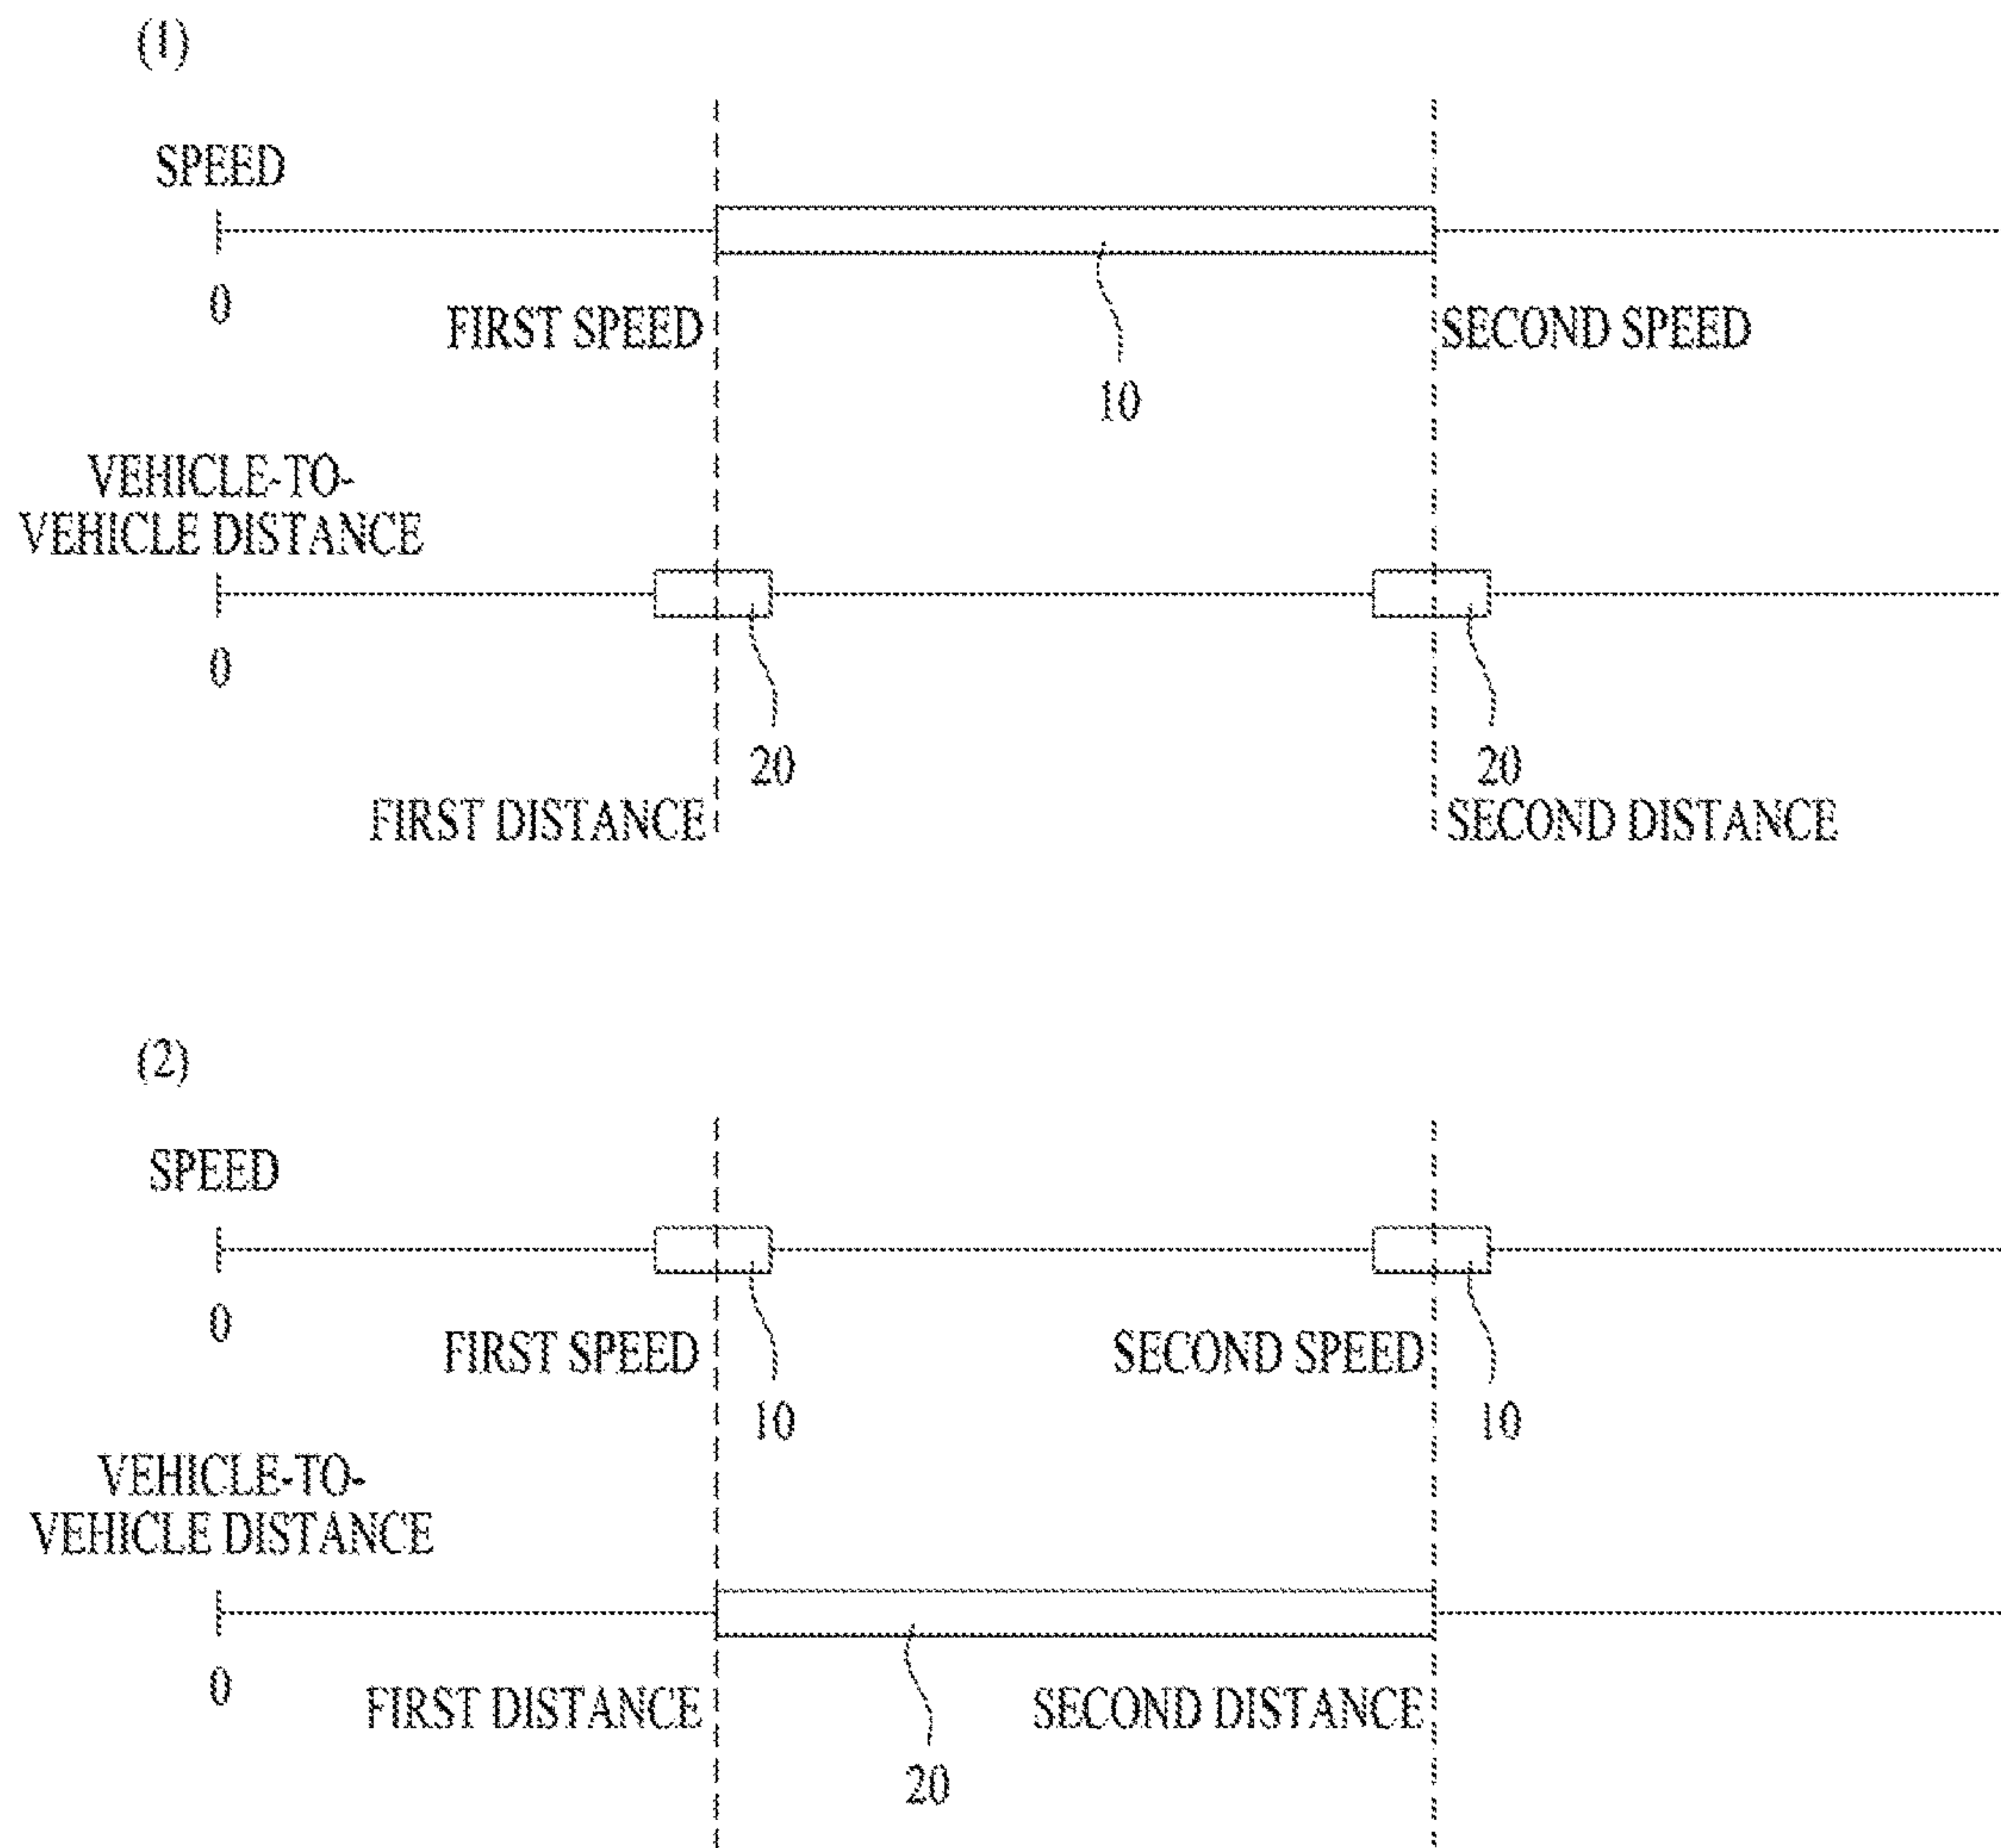 (1)
SPEED
0
FIRST SPEED
SECOND SPEED
10
VEHICLE-TO-
VEHICLE DISTANCE
0
20
20
FIRST DISTANCE
SECOND DISTANCE
(2)
SPEED
0
FIRST SPEED
SECOND SPEED
10
10
VEHICLE-TO-
VEHICLE DISTANCE
0
FIRST DISTANCE
SECOND DISTANCE
20